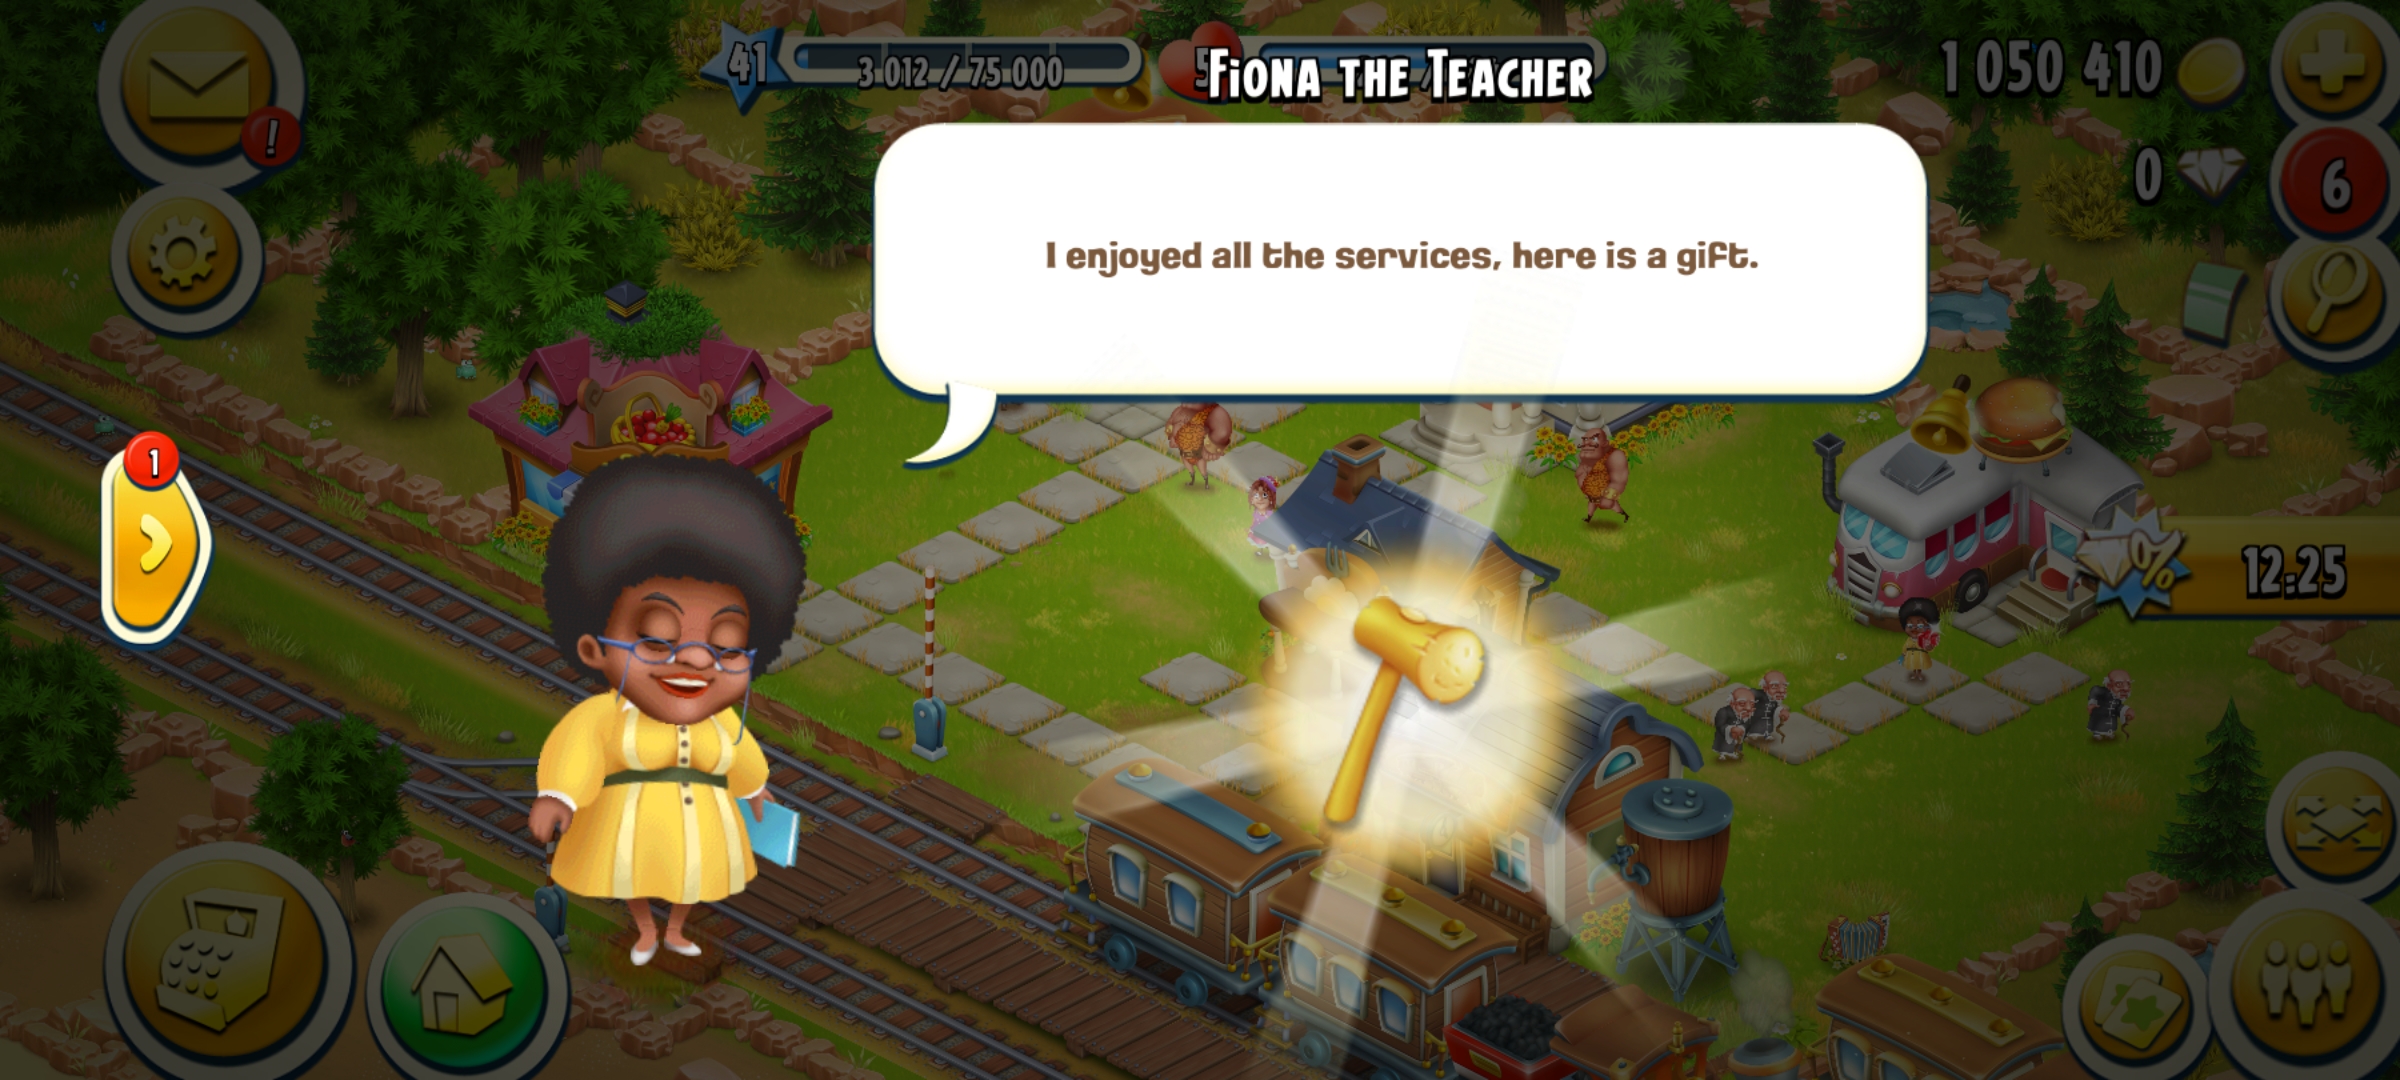 41
3 012 / 75 000
FIONA THE TEACHER
1 050 410
!
0
6
I enjoyed all the services, here is a gift.
1
%
12:25